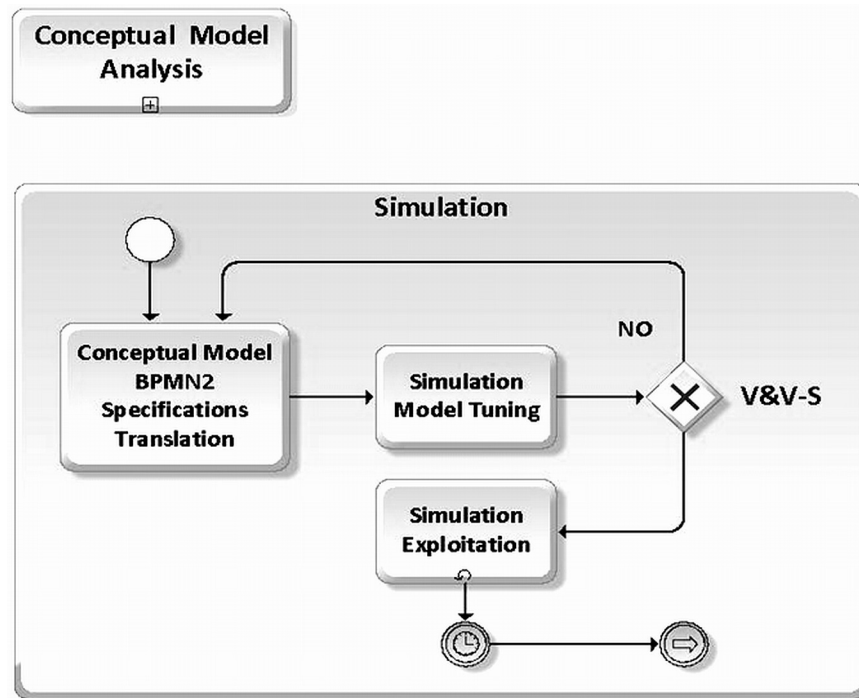 Conceptual Model
Analysis
Simulation
NO
Conceptual Model
BPMN2
Specifications
Translation
Simulation
Model Tuning
V&V-S
Simulation
Exploitation